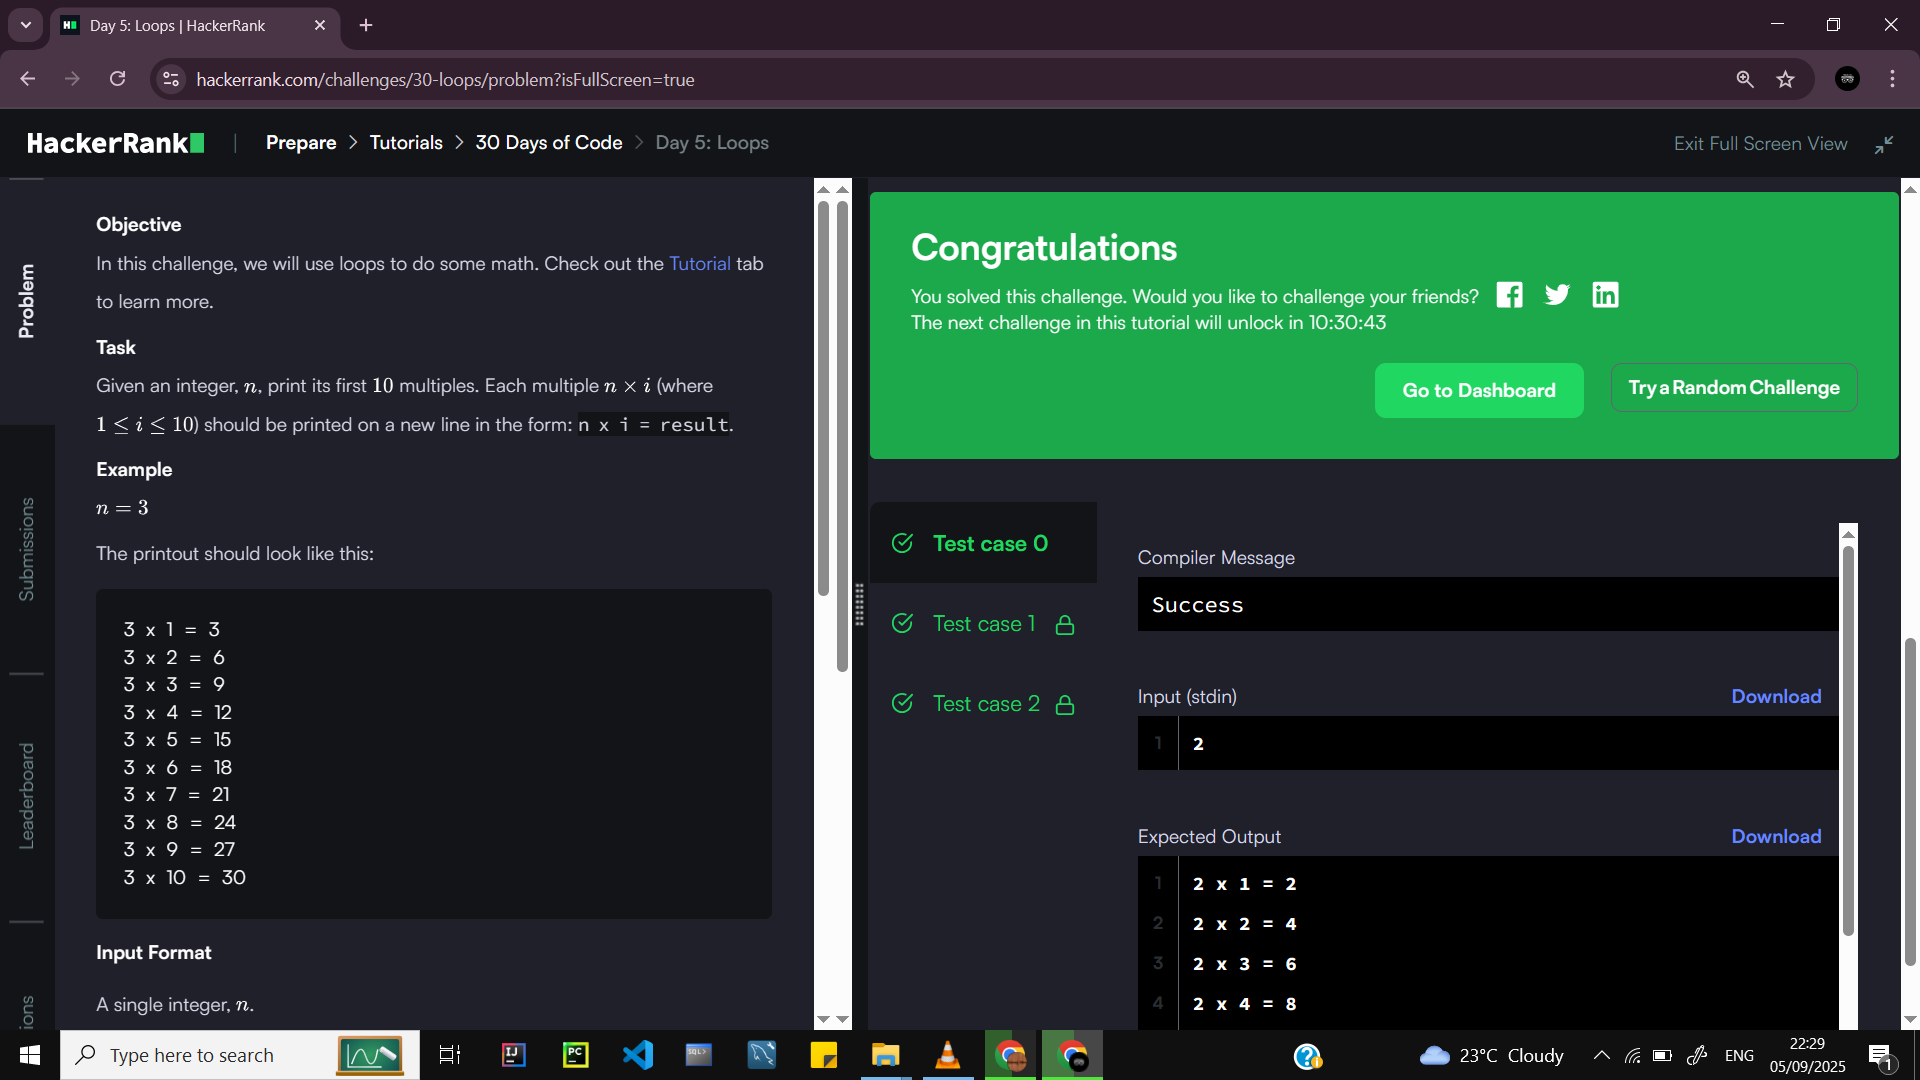 Day 5: Loops | HackerRank
hackerrank.com/challenges/30-loops/problem?isFullScreen=true
HackerRank
Prepare > Tutorials > 30 Days of Code > Day 5: Loops
Exit Full Screen View
Problem
Submissions
Leaderboard
Objective
In this challenge, we will use loops to do some math. Check out the Tutorial tab
to learn more.
Task
Given an integer, n, print its first 10 multiples. Each multiple n × i (where
1 ≤ i ≤ 10) should be printed on a new line in the form: n x i = result.
Example
n = 3
The printout should look like this:
3 x 1 = 3
3 x 2 = 6
3 x 3 = 9
3 x 4 = 12
3 x 5 = 15
3 x 6 = 18
3 x 7 = 21
3 x 8 = 24
3 x 9 = 27
3 x 10 = 30
Input Format
A single integer, n.
Congratulations
You solved this challenge. Would you like to challenge your friends?
The next challenge in this tutorial will unlock in 10:30:43
Go to Dashboard
Try a Random Challenge
Test case 0
Test case 1
Test case 2
Compiler Message
Success
Input (stdin)
Download
1 2
Expected Output
Download
1 2 x 1 = 2
2 2 x 2 = 4
3 2 x 3 = 6
4 2 x 4 = 8
Type here to search
23°C Cloudy
ENG
22:29
05/09/2025
1